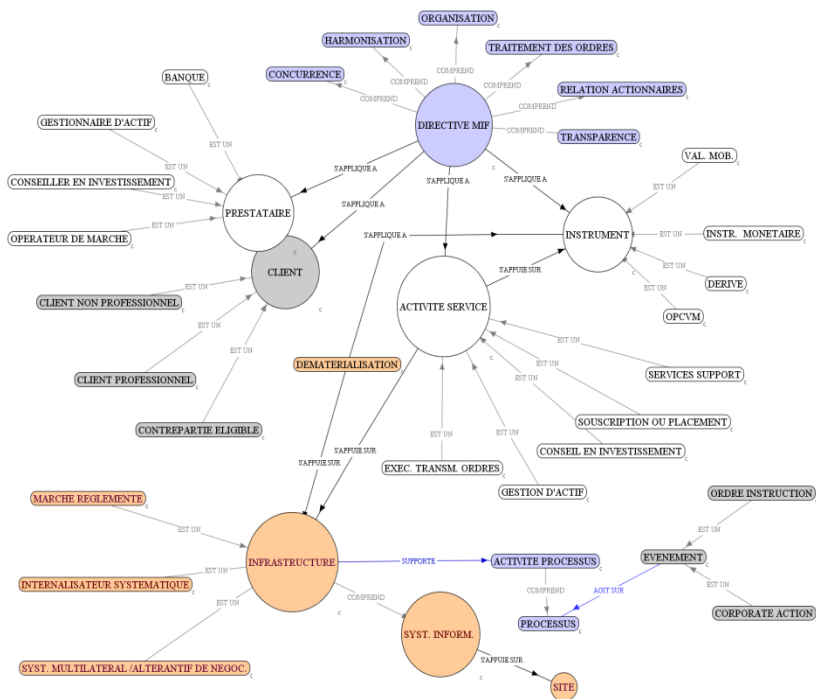 ORGANISATION
HARMONISATION
TRAITEMENT DES ORDRES
CONCURRENCE
COMPREND
COMPREND
COMPREND
COMPREND
COMPREND
COMPREND
RELATION ACTIONNAIRES
BANQUE
DIRECTIVE MIF
TRANSPARENCE
GESTIONNAIRE D'ACTIF
EST UN
EST UN
VAL. MOB.
CONSEILLER EN INVESTISSEMENT
EST UN
S'APPLIQUE A
S'APPLIQUE A
S'APPLIQUE A
S'APPLIQUE A
EST UN
PRESTATAIRE
OPERATEUR DE MARCHE
EST UN
S'APPLIQUE A
INSTRUMENT
EST UN
INSTR. MONETAIRE
CLIENT
S'APPUIE SUR
EST UN
DERIVE
CLIENT NON PROFESSIONNEL
EST UN
ACTIVITE SERVICE
EST UN
OPCVM
EST UN
DEMATERIALISATION
EST UN
SERVICES SUPPORT
CLIENT PROFESSIONNEL
EST UN
EST UN
SOUSCRIPTION OU PLACEMENT
CONTREPARTIE ELIGIBLE
EST UN
EST UN
EST UN
CONSEIL EN INVESTISSEMENT
S'APPUIE SUR
S'APPUIE SUR
EXEC. TRANSM. ORDRES
GESTION D'ACTIF
MARCHE REGLEMENTE
ORDRE INSTRUCTION
EST UN
EST UN
INFRASTRUCTURE
SUPPORTE
ACTIVITE PROCESSUS
EVENEMENT
INTERNALISATEUR SYSTEMATIQUE
EST UN
COMPREND
COMPREND
AGIT SUR
EST UN
EST UN
PROCESSUS
CORPORATE ACTION
SYST. INFORM.
SYST. MULTILATERAL /ALTERANTIF DE NEGOC.
S'APPUIE SUR
SITE